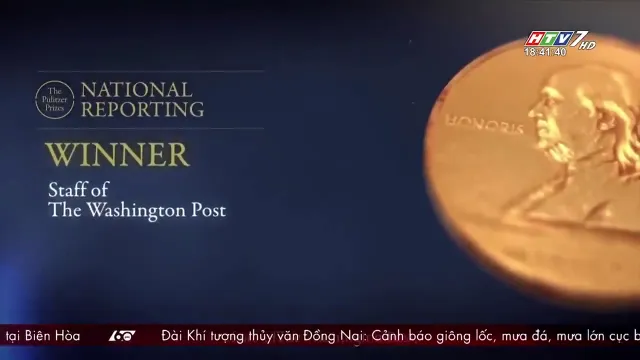 HTV7 HD
18:41:40
The
Pulitzer
Prizes
NATIONAL
REPORTING
WINNER
Staff of
The Washington Post
HONORIS
tại Biên Hòa
60
Đài Khí tượng thủy văn Đồng Nai: Cảnh báo giông lốc, mưa đá, mưa lớn cục b